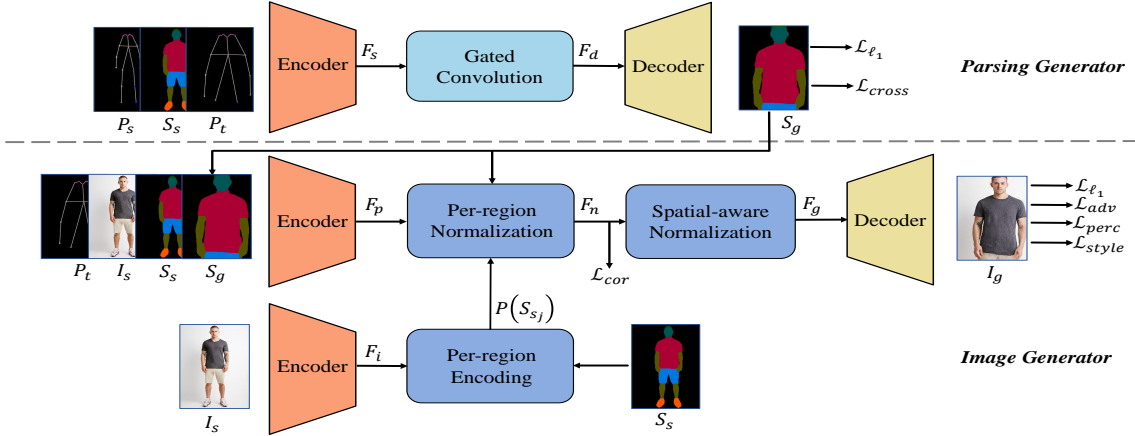 Encoder
F_s
Gated
Convolution
F_d
Decoder
ℒ_ℓ₁
ℒ_cross
Parsing Generator
P_s
S_s
P_t
S_g
Encoder
F_p
Per-region
Normalization
F_n
Spatial-aware
Normalization
F_g
Decoder
ℒ_ℓ₁
ℒ_adv
ℒ_perc
ℒ_style
P_t
I_s
S_s
S_g
ℒ_cor
I_g
P(S_{s_j})
Encoder
F_i
Per-region
Encoding
Image Generator
I_s
S_s